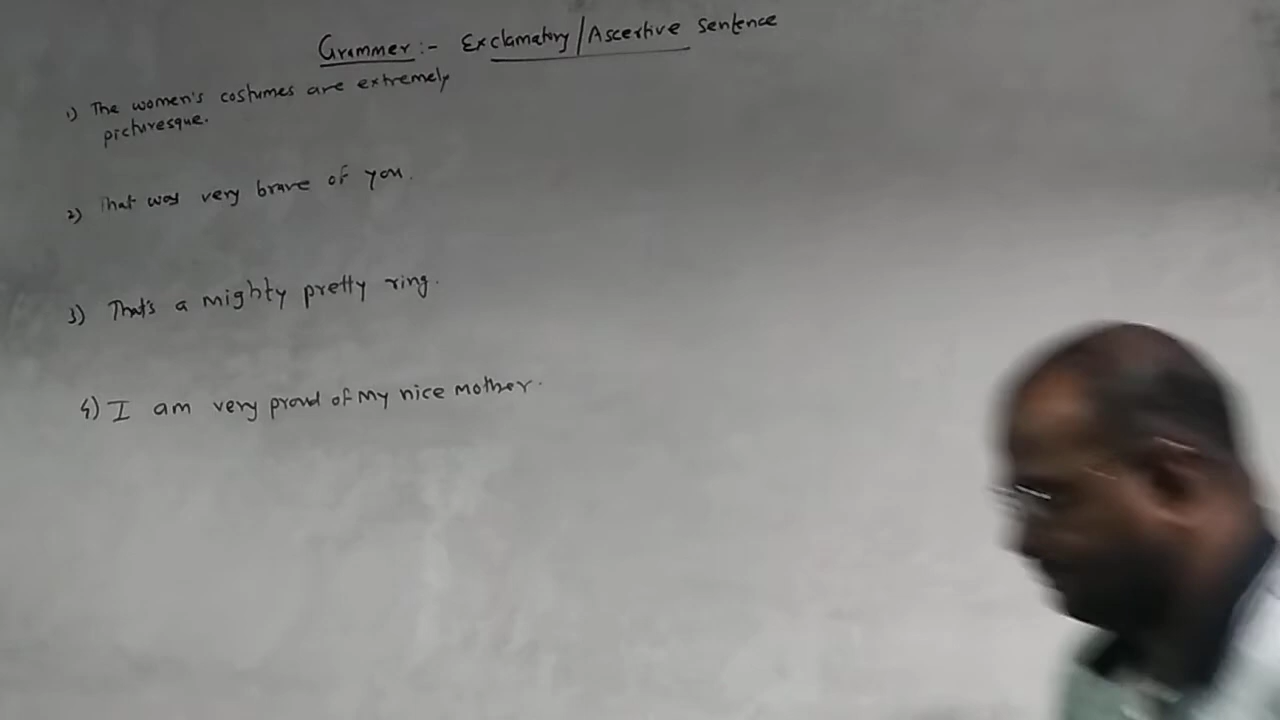 Grammer :- Exclamatory/Ascertive Sentence
1) The women's costumes are extremely
picturesque.
2) That was very brave of you.
3) That's a mighty pretty ring.
4) I am very proud of my nice mother.